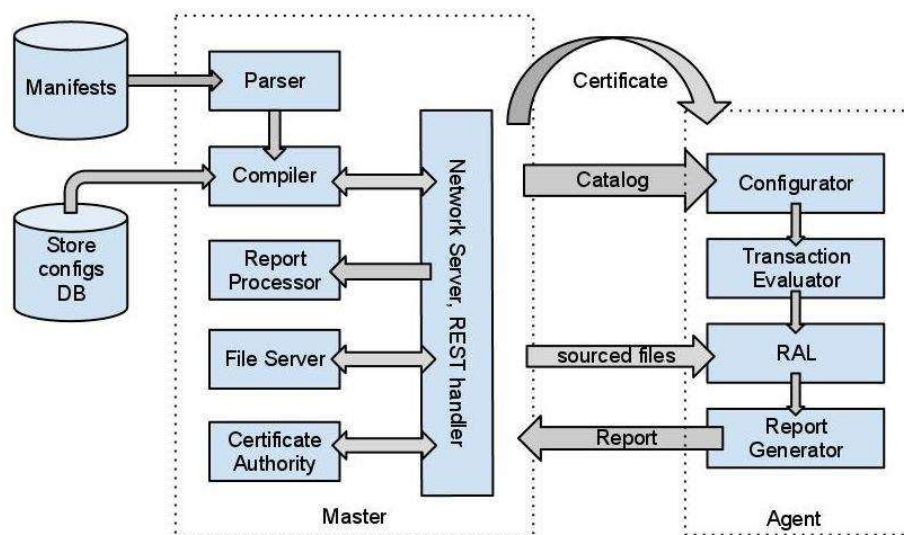 Manifests
Store
configs
DB
Parser
Compiler
Report
Processor
File Server
Certificate
Authority
Network Server, REST handler
Master
Certificate
Catalog
sourced files
Report
Configurator
Transaction
Evaluator
RAL
Report
Generator
Agent